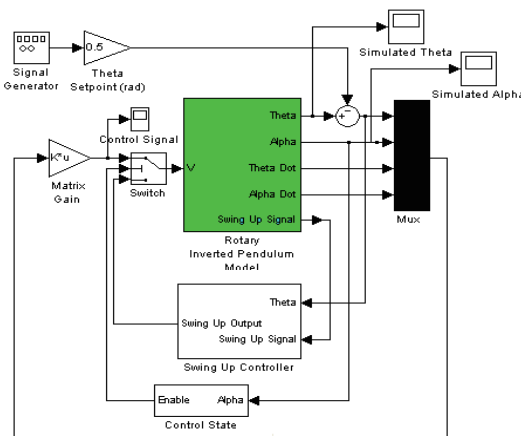 Signal
Generator
0.5
Theta
Setpoint (rad)
Simulated Theta
Simulated Alpha
Control Signal
K*u
Matrix
Gain
Switch
V
Theta
Alpha
Theta Dot
Alpha Dot
Swing Up Signal
Rotary
Inverted Pendulum
Model
+
−
Mux
Theta
Swing Up Output
Swing Up Signal
Swing Up Controller
Enable
Alpha
Control State